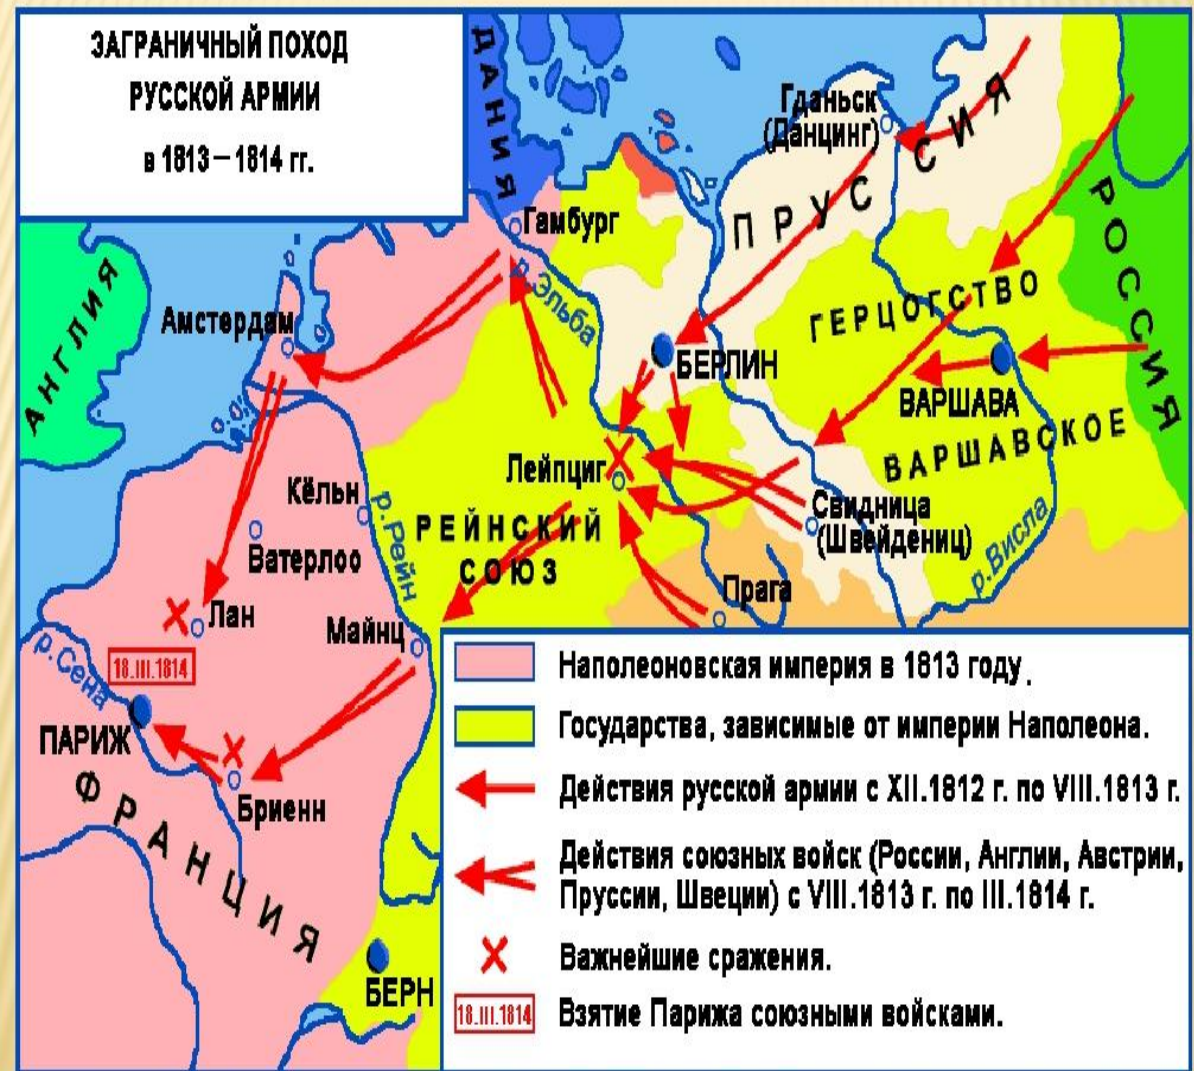 ЗАГРАНИЧНЫЙ ПОХОД
РУССКОЙ АРМИИ
в 1813 – 1814 гг.
ДАНИЯ
Гданьск
(Данцинг)
ПРУССИЯ
РОССИЯ
Гамбург
р.Эльба
АНГЛИЯ
Амстердам
ГЕРЦОГСТВО
БЕРЛИН
ВАРШАВА
ВАРШАВСКОЕ
Лейпциг
Кёльн
р.Рейн
РЕЙНСКИЙ
СОЮЗ
Свидница
(Швейдениц)
р.Висла
Ватерлоо
Прага
Лан
Майнц
р.Сена
18.III.1814
ПАРИЖ
Бриенн
ФРАНЦИЯ
БЕРН
Наполеоновская империя в 1813 году.
Государства, зависимые от империи Наполеона.
Действия русской армии с XII.1812 г. по VIII.1813 г.
Действия союзных войск (России, Англии, Австрии,
Пруссии, Швеции) с VIII.1813 г. по III.1814 г.
Важнейшие сражения.
18.III.1814 Взятие Парижа союзными войсками.